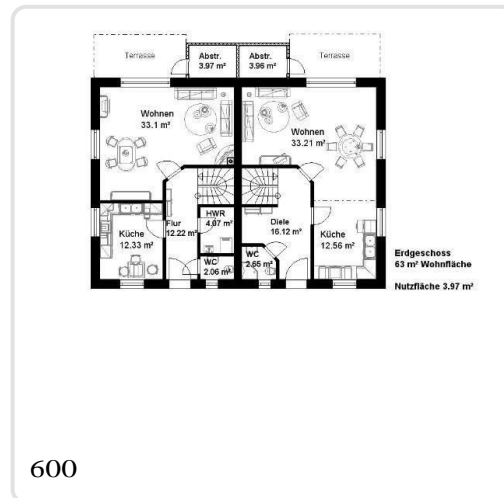 Terrasse
Abstr.
3.97 m²
Abstr.
3.96 m²
Terrasse
Wohnen
33.1 m²
Wohnen
33.21 m²
Flur
12.22 m²
HWR
4.07 m²
Diele
16.12 m²
Küche
12.33 m²
Küche
12.56 m²
WC
2.06 m²
WC
2.65 m²
Erdgeschoss
63 m² Wohnfläche
Nutzfläche 3.97 m²
600